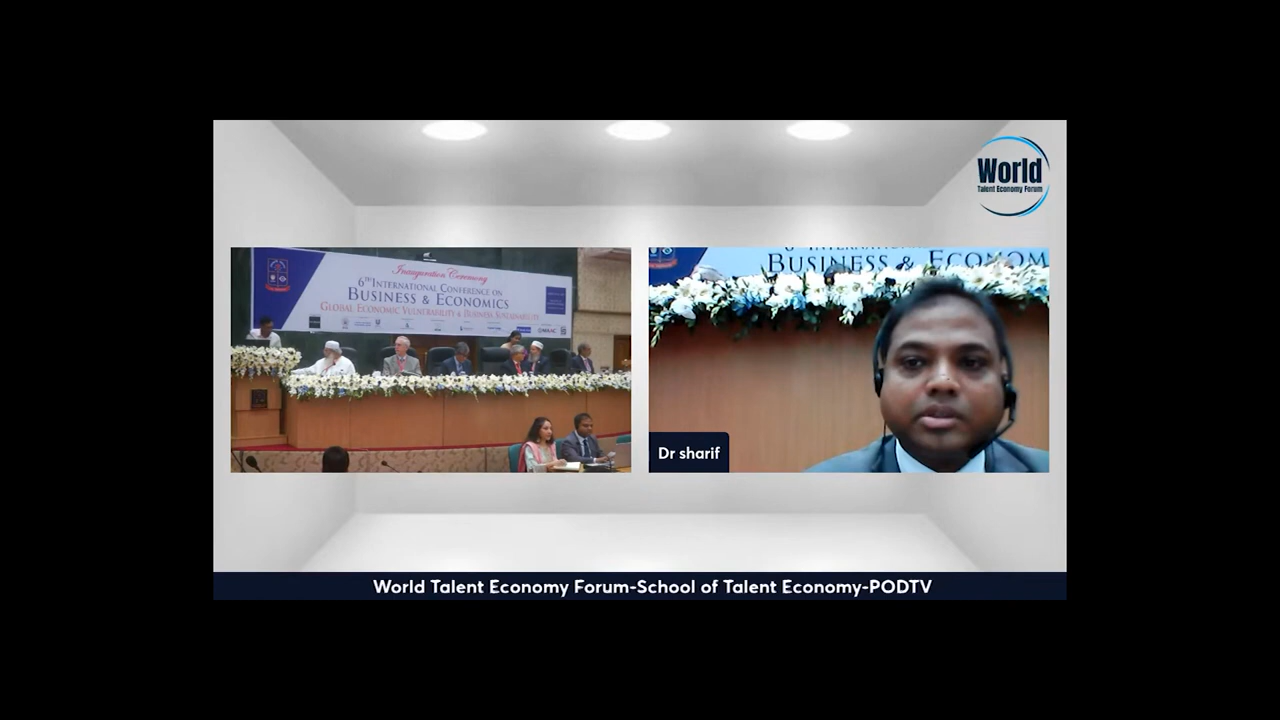 World
Talent Economy Forum
Inauguration Ceremony
6TH INTERNATIONAL CONFERENCE ON
BUSINESS & ECONOMICS
GLOBAL ECONOMIC VULNERABILITY & BUSINESS SUSTAINABILITY
BUSINESS & ECONOM
Dr sharif
World Talent Economy Forum-School of Talent Economy-PODTV